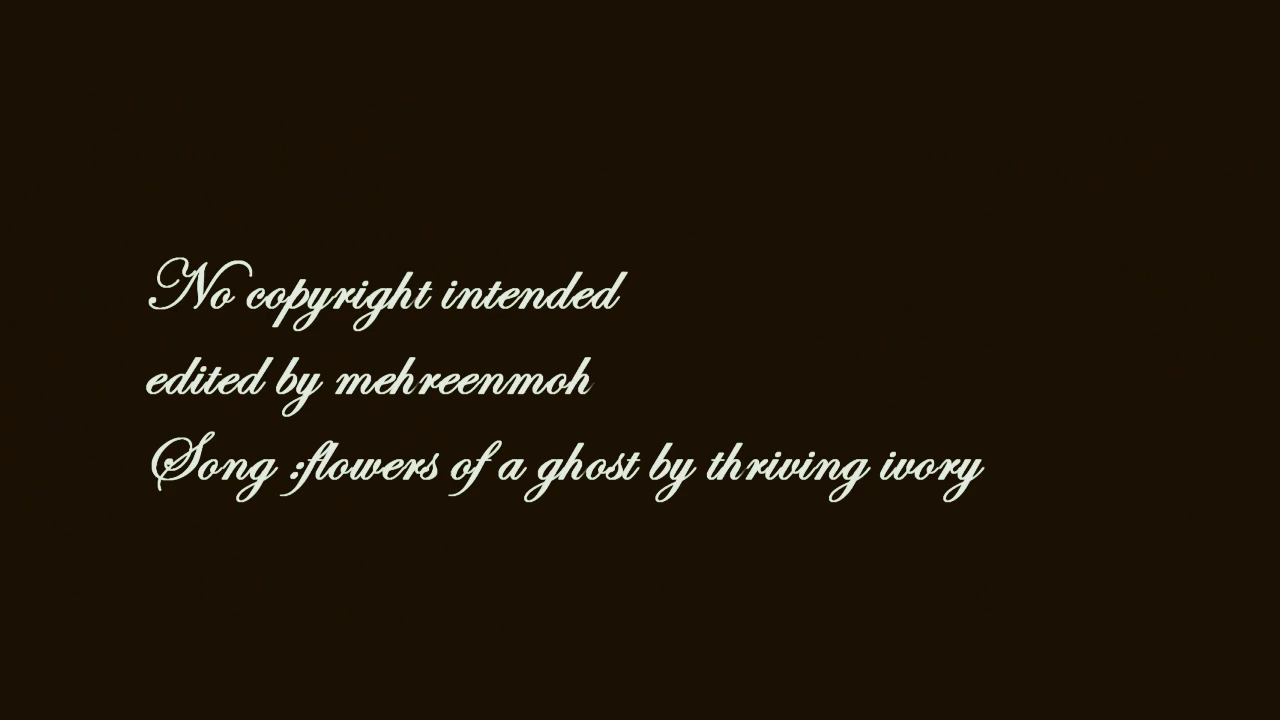 No copyright intended
edited by mehreenmoh
Song :flowers of a ghost by thriving ivory